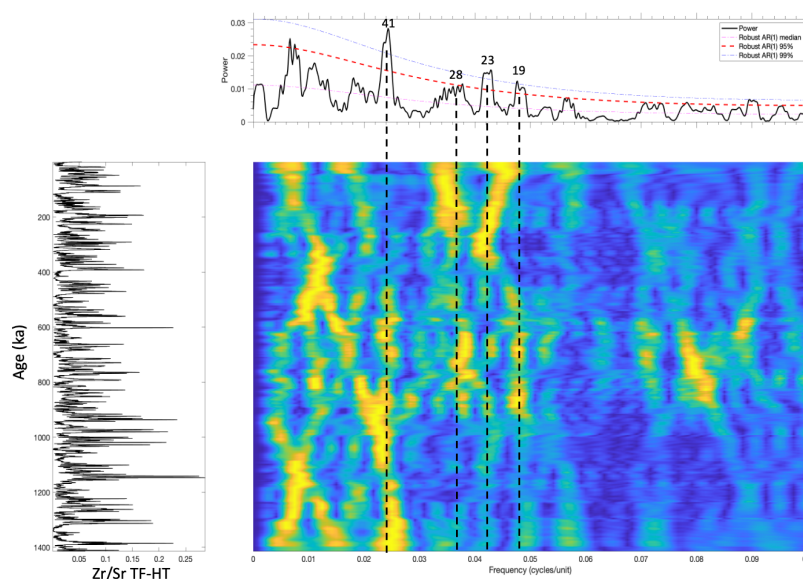 0.03
0.02
0.01
0
Power
41
28
23
19
Power
Robust AR(1) median
Robust AR(1) 95%
Robust AR(1) 99%
200
400
600
800
1000
1200
1400
Age (ka)
0.05 0.1 0.15 0.2 0.25
Zr/Sr TF-HT
0 0.01 0.02 0.03 0.04 0.05 0.06 0.07 0.08 0.09
Frequency (cycles/unit)